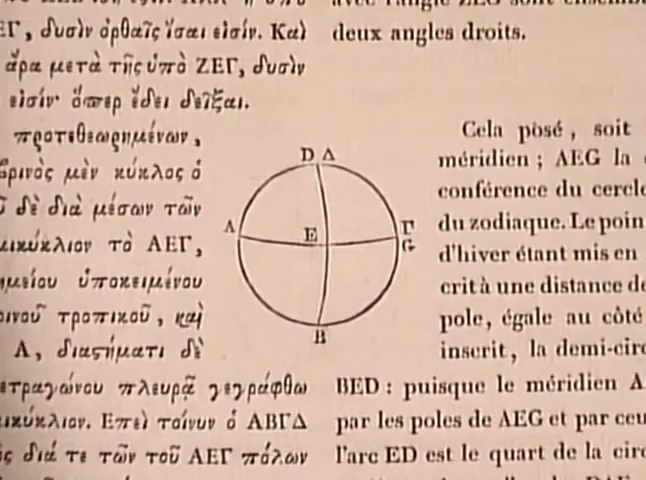 ΕΓ, δυσὶν ὀρθαῖς ἴσαι εἰσίν. Καὶ
ἄρα μετὰ τῆς ὑπὸ ΖΕΓ, δυσὶν
εἰσίν· ὅπερ ἔδει δεῖξαι.
προτεθεωρημένων,
μὲν κύκλος ὁ
δὲ διὰ μέσων τῶν
τὸ ΑΕΓ,
ὑποκειμένου
τροπικοῦ, καὶ
Α, διαστήματι δὲ
πλευρᾷ γεγράφθω
Επεὶ τοίνυν ὁ ΑΒΓΔ
διά τε τῶν τοῦ ΑΕΓ πόλων
D Δ
A
E
Γ
G
B
deux angles droits.
Cela posé, soit
méridien ; AEG la
conférence du cercle
du zodiaque. Le poin
d'hiver étant mis en
crit à une distance de
pole, égale au côté
inscrit, la demi-circ
BED : puisque le méridien A
par les poles de AEG et par ceu
l'arc ED est le quart de la circ